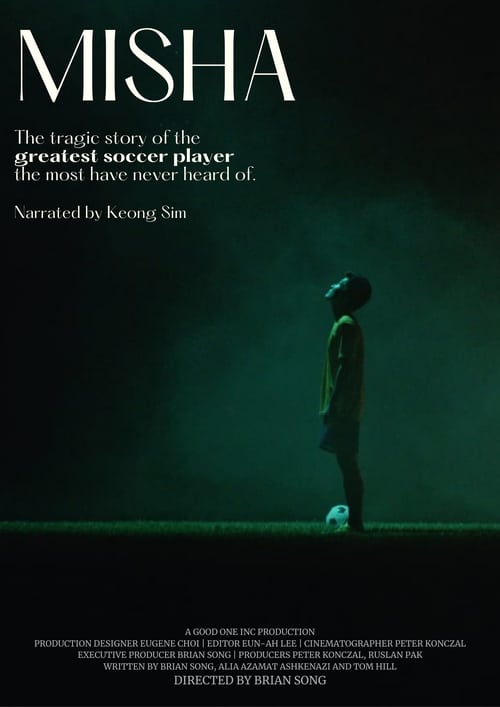 MISHA
The tragic story of the
greatest soccer player
the most have never heard of.
Narrated by Keong Sim
A GOOD ONE INC PRODUCTION
PRODUCTION DESIGNER EUGENE CHOI | EDITOR EUN-AH LEE | CINEMATOGRAPHER PETER KONCZAL
EXECUTIVE PRODUCER BRIAN SONG | PRODUCERS PETER KONCZAL, RUSLAN PAK
WRITTEN BY BRIAN SONG, ALIA AZAMAT ASHKENAZI AND TOM HILL
DIRECTED BY BRIAN SONG